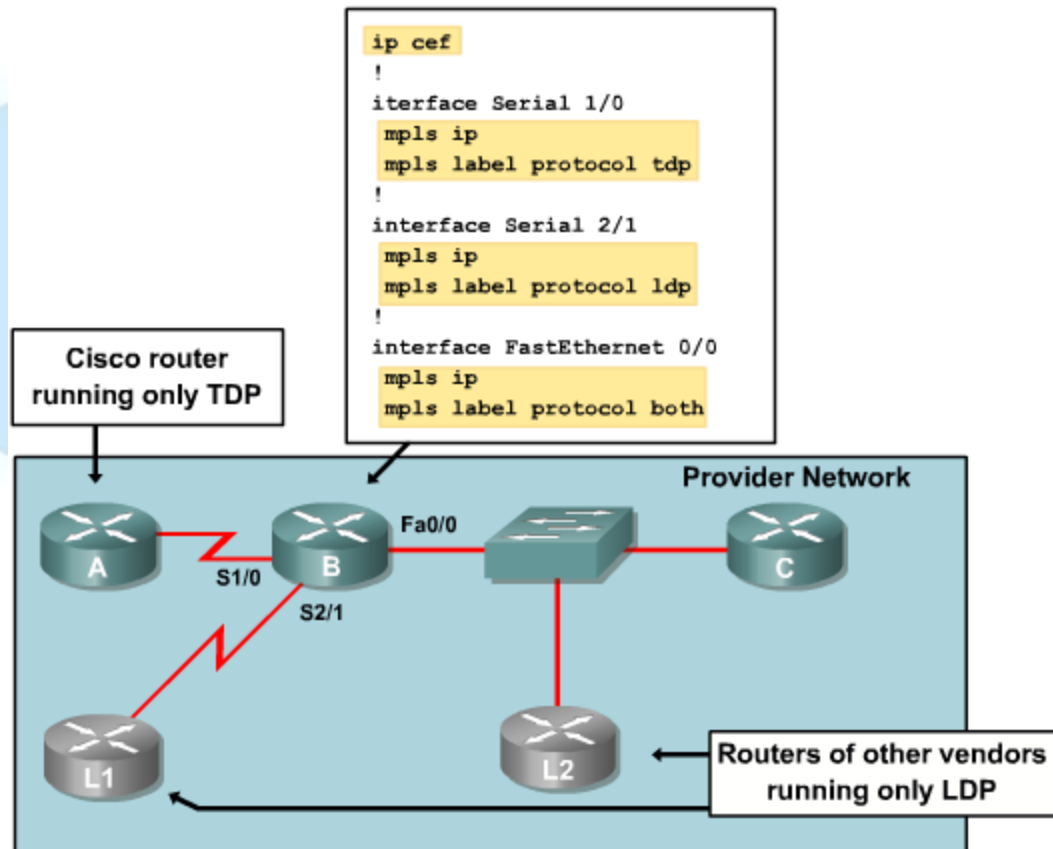 ip cef
!
iterface Serial 1/0
mpls ip
mpls label protocol tdp
!
interface Serial 2/1
mpls ip
mpls label protocol ldp
!
interface FastEthernet 0/0
mpls ip
mpls label protocol both
Cisco router
running only TDP
Provider Network
A
S1/0
B
Fa0/0
C
S2/1
L1
L2
Routers of other vendors
running only LDP